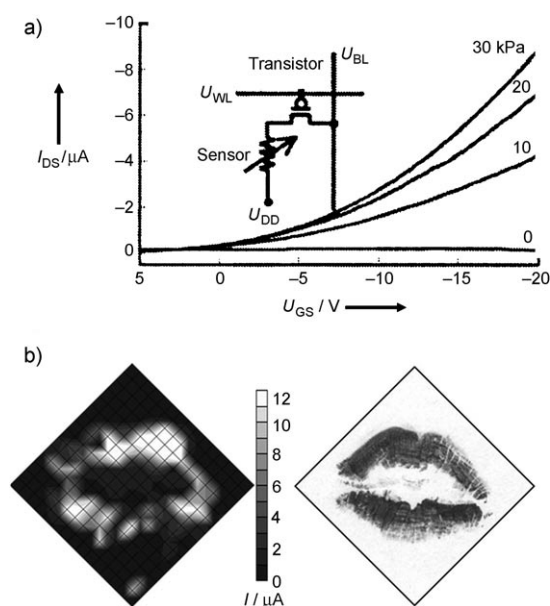 a)
–10
–8
–6
–4
–2
0
I_DS/µA
5
0
–5
–10
–15
–20
U_GS / V
Transistor
U_BL
U_WL
Sensor
U_DD
30 kPa
20
10
0
b)
12
10
8
6
4
2
0
I / µA